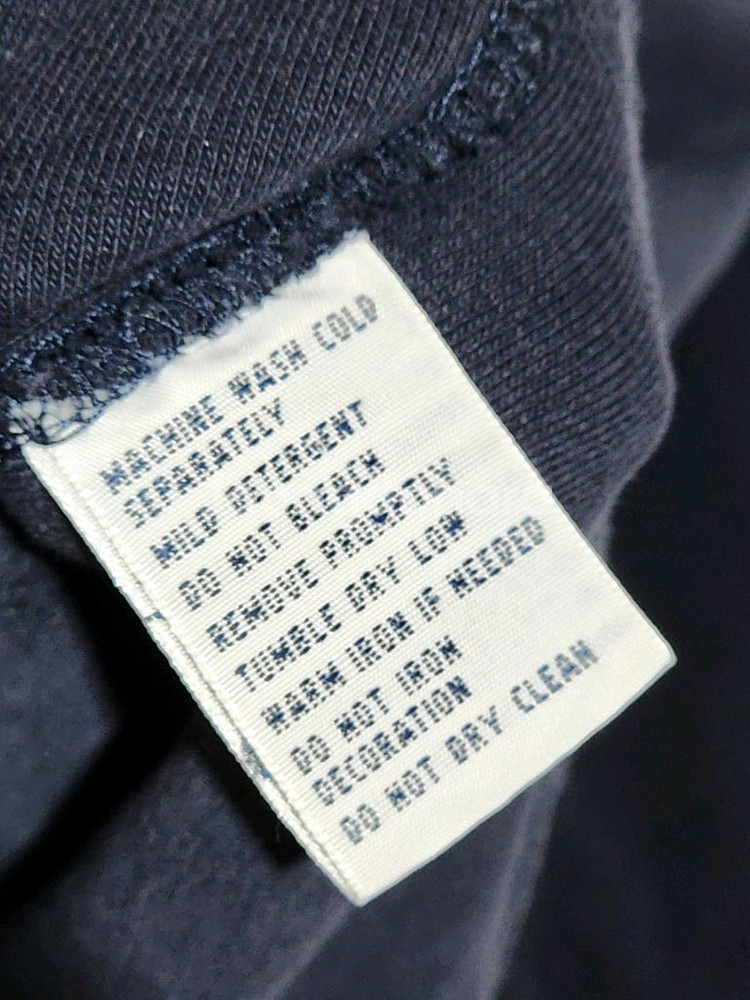 MACHINE WASH COLD
SEPARATELY
MILD DETERGENT
DO NOT BLEACH
REMOVE PROMPTLY
TUMBLE DRY LOW
WARM IRON IF NEEDED
DO NOT IRON
DECORATION
DO NOT DRY CLEAN